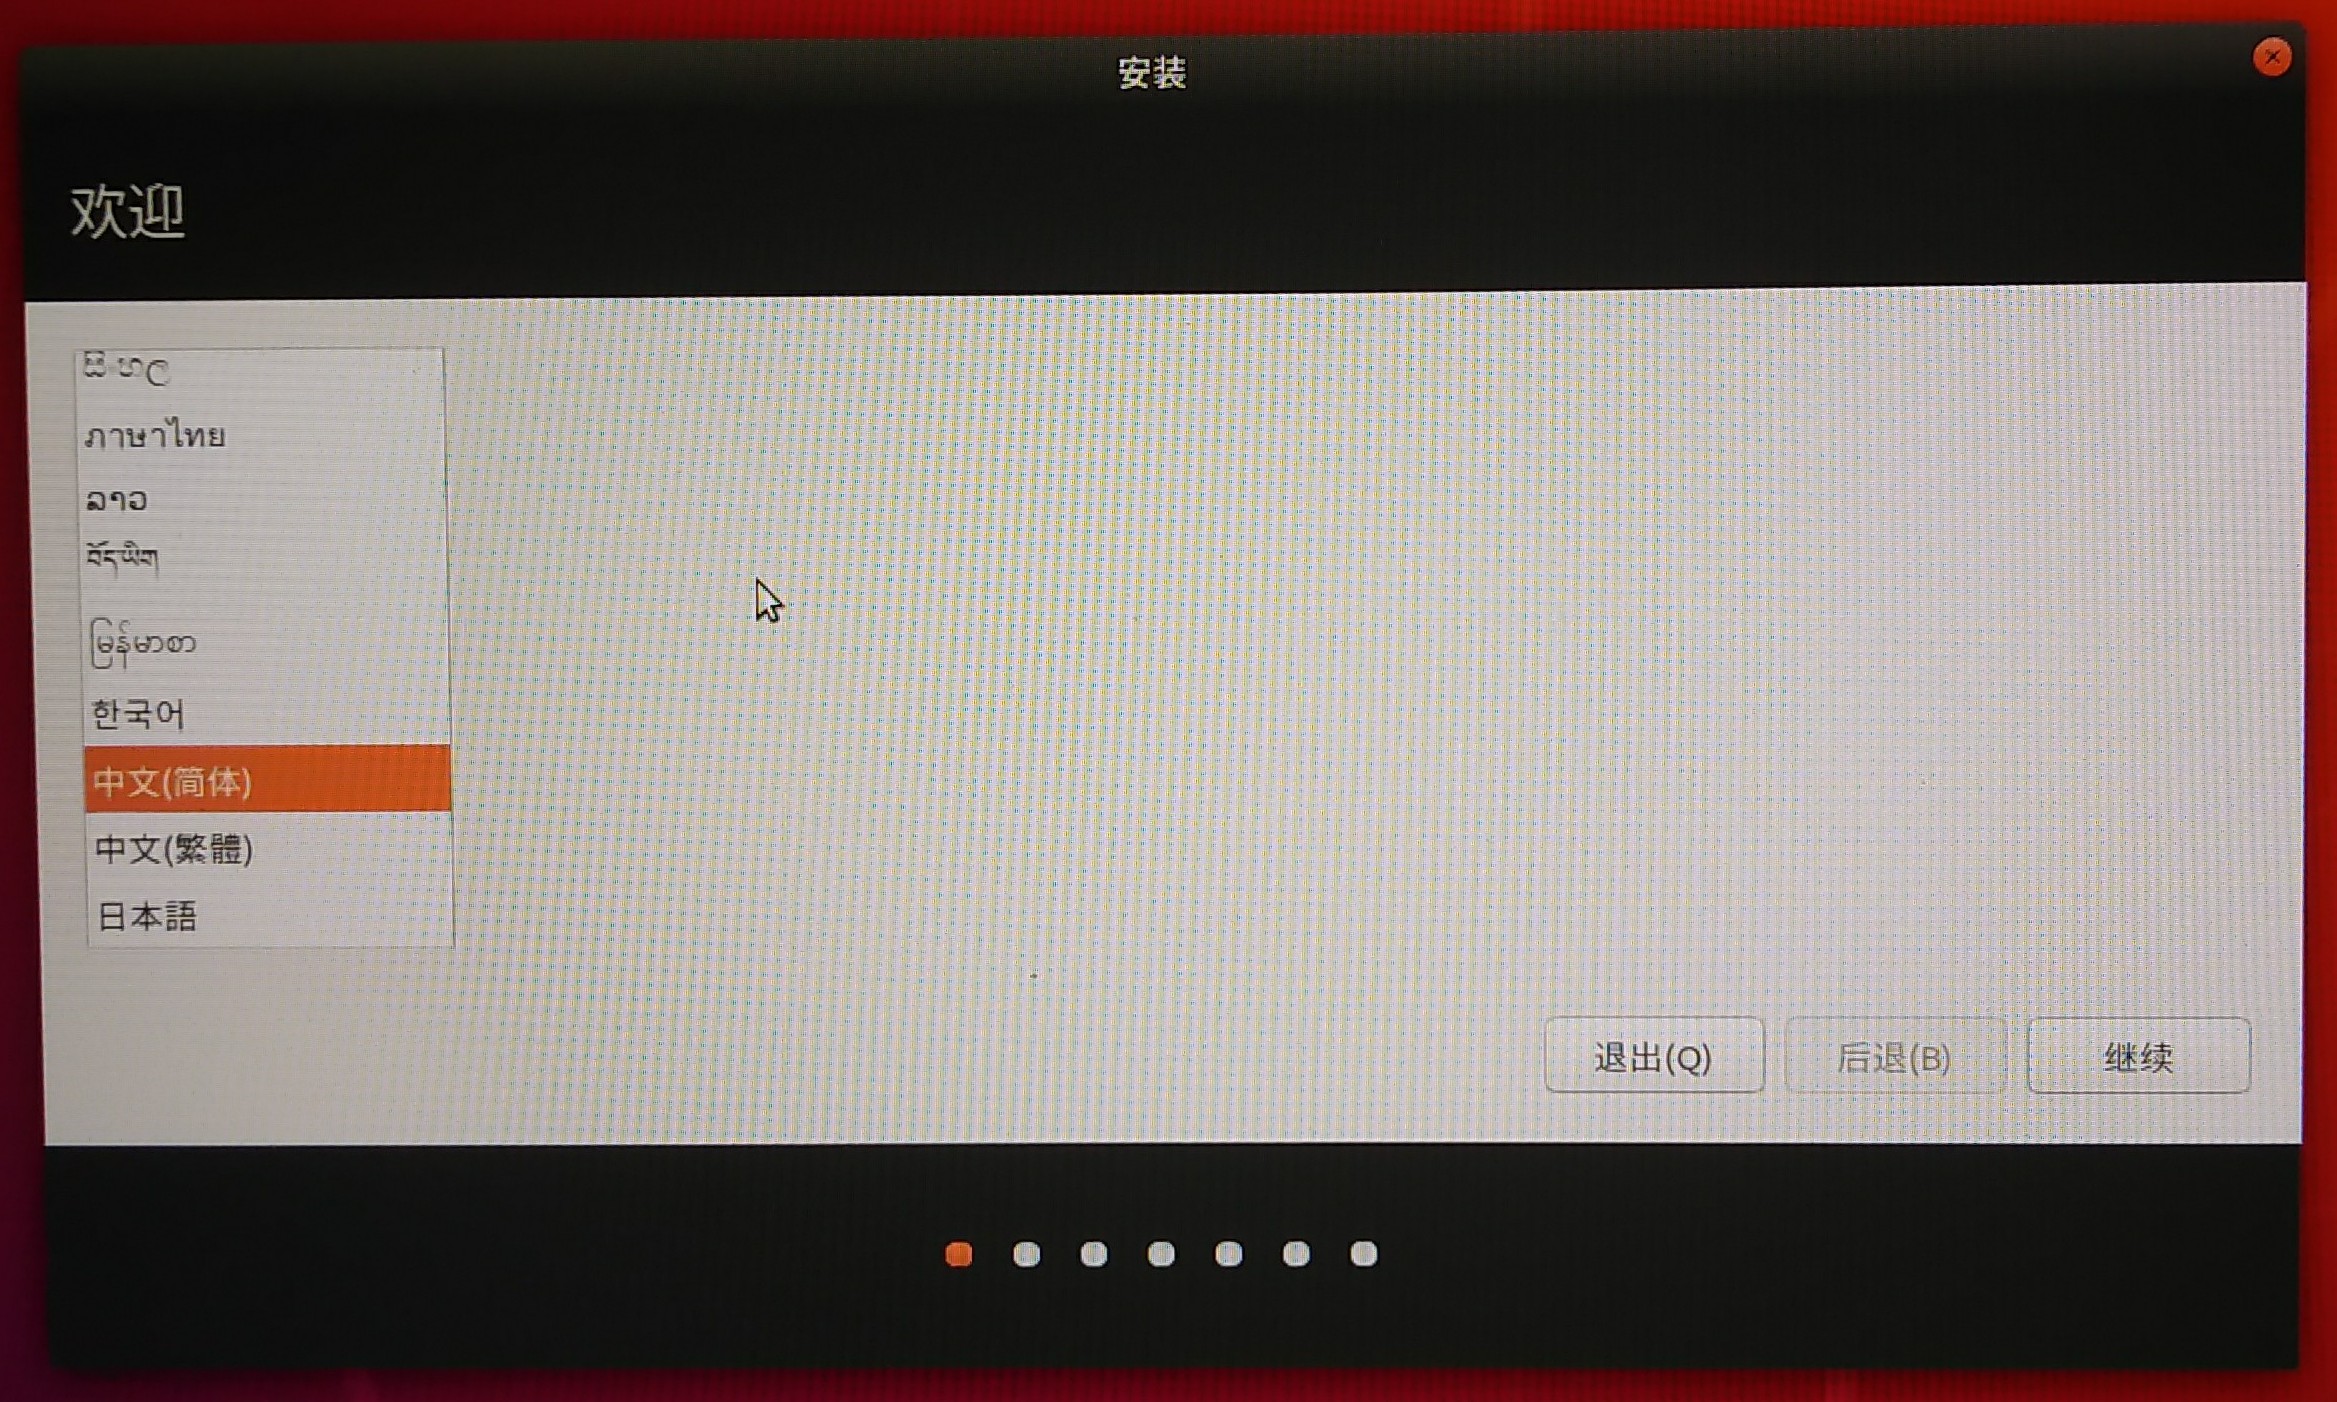 安装
欢迎
ภาษาไทย
ລາວ
བོད་ཡིག
မြန်မာစာ
한국어
中文(简体)
中文(繁體)
日本語
退出(Q)
后退(B)
继续